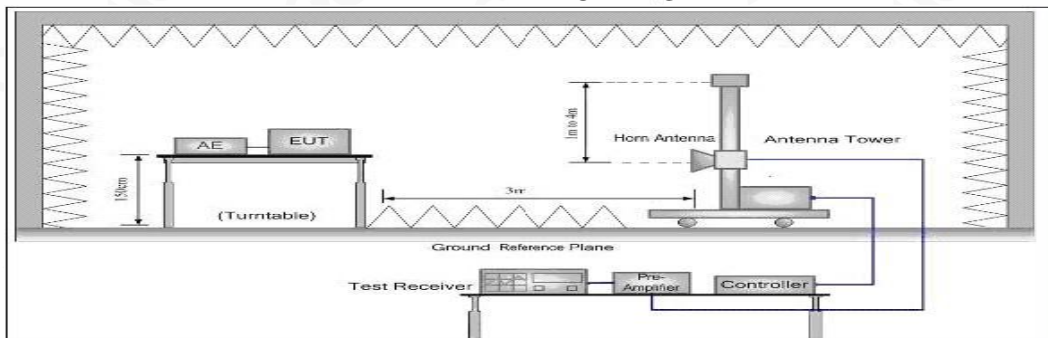 1m to 4m
Horn Antenna
Antenna Tower
AE
EUT
150cm
3m
(Turntable)
Ground Reference Plane
Test Receiver
Pre-
Amplifier
Controller